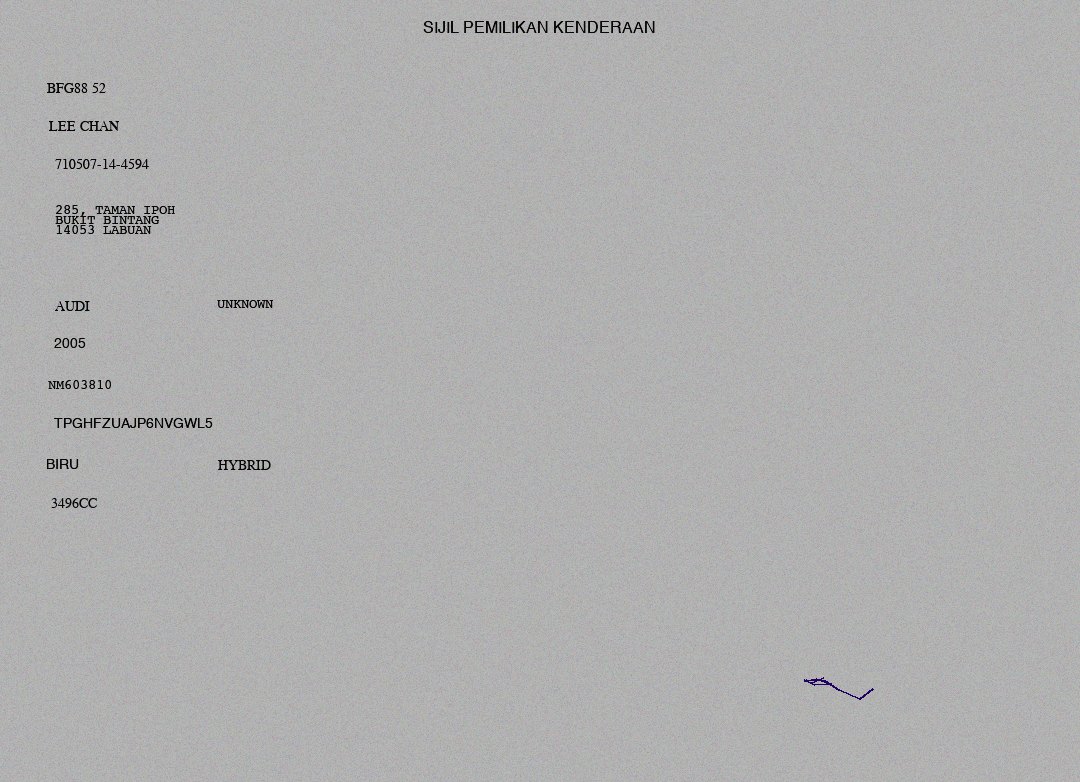 SIJIL PEMILIKAN KENDERAAN
BFG88 52
LEE CHAN
710507-14-4594
285, TAMAN IPOH
BUKIT BINTANG
14053 LABUAN
AUDI UNKNOWN
2005
NM603810
TPGHFZUAJP6NVGWL5
BIRU HYBRID
3496CC